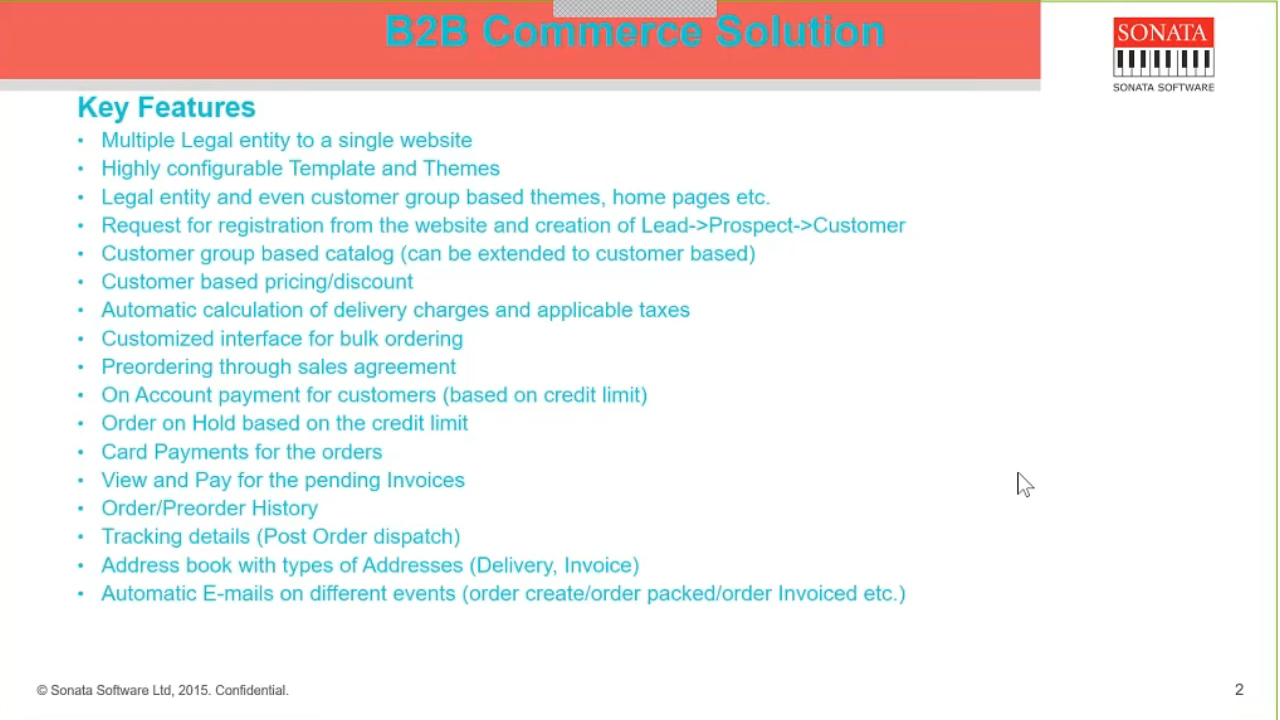 B2B Commerce Solution
SONATA
SONATA SOFTWARE
Key Features
• Multiple Legal entity to a single website
• Highly configurable Template and Themes
• Legal entity and even customer group based themes, home pages etc.
• Request for registration from the website and creation of Lead->Prospect->Customer
• Customer group based catalog (can be extended to customer based)
• Customer based pricing/discount
• Automatic calculation of delivery charges and applicable taxes
• Customized interface for bulk ordering
• Preordering through sales agreement
• On Account payment for customers (based on credit limit)
• Order on Hold based on the credit limit
• Card Payments for the orders
• View and Pay for the pending Invoices
• Order/Preorder History
• Tracking details (Post Order dispatch)
• Address book with types of Addresses (Delivery, Invoice)
• Automatic E-mails on different events (order create/order packed/order Invoiced etc.)
© Sonata Software Ltd, 2015. Confidential.
2